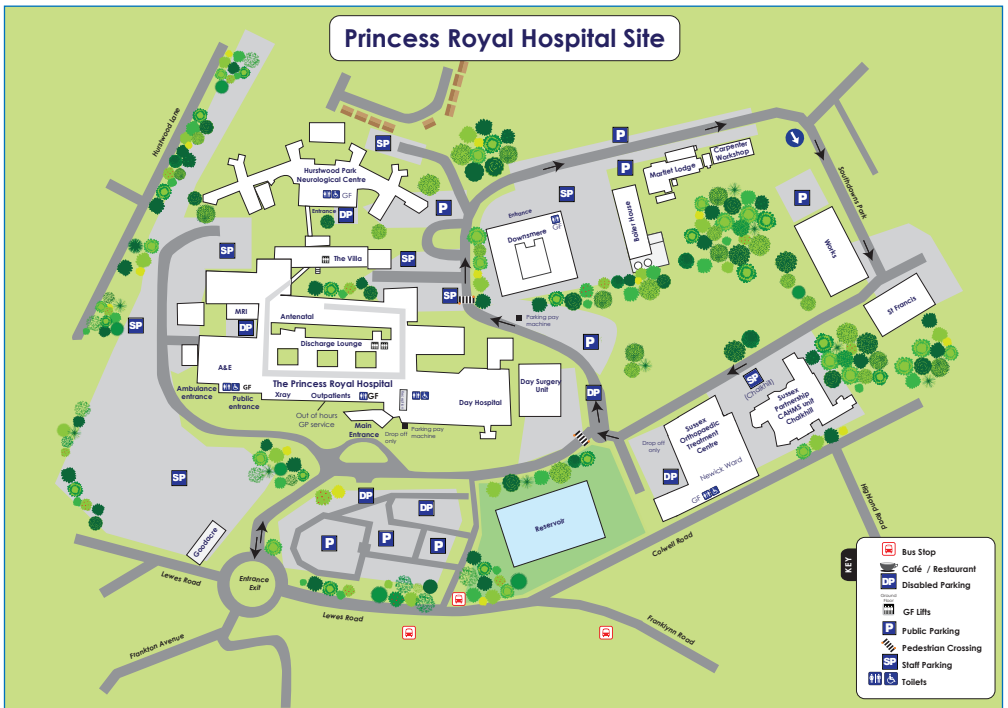 Princess Royal Hospital Site
Hurstwood Lane
SP
P
Carpenter
Workshop
Martlet Lodge
P
Hurstwood Park
Neurological Centre
GF
Entrance
DP
P
SP
Entrance
Downsmere
GF
Boiler House
P
Southdowns Park
Works
SP
The Villa
SP
SP
St Francis
SP
MRI
DP
Antenatal
Discharge Lounge
Parking pay
machine
P
A&E
GF
Ambulance
entrance
Public
entrance
The Princess Royal Hospital
Xray
Outpatients
GF
Day Hospital
Day Surgery
Unit
DP
SP
(Chalkhill)
Sussex
Partnership
CAHMS unit
Chalkhill
Out of hours
GP service
Main
Entrance
Drop off
only
Parking pay
machine
Sussex
Orthopaedic
Treatment
Centre
Newick Ward
GF
Drop off
only
DP
SP
DP
DP
P
P
P
Reservoir
Goodacre
Highland Road
Colwell Road
Lewes Road
Entrance
Exit
Lewes Road
Franklynn Road
Frankton Avenue
KEY
Bus Stop
Café / Restaurant
DP Disabled Parking
Ground
Floor
GF Lifts
P Public Parking
Pedestrian Crossing
SP Staff Parking
Toilets